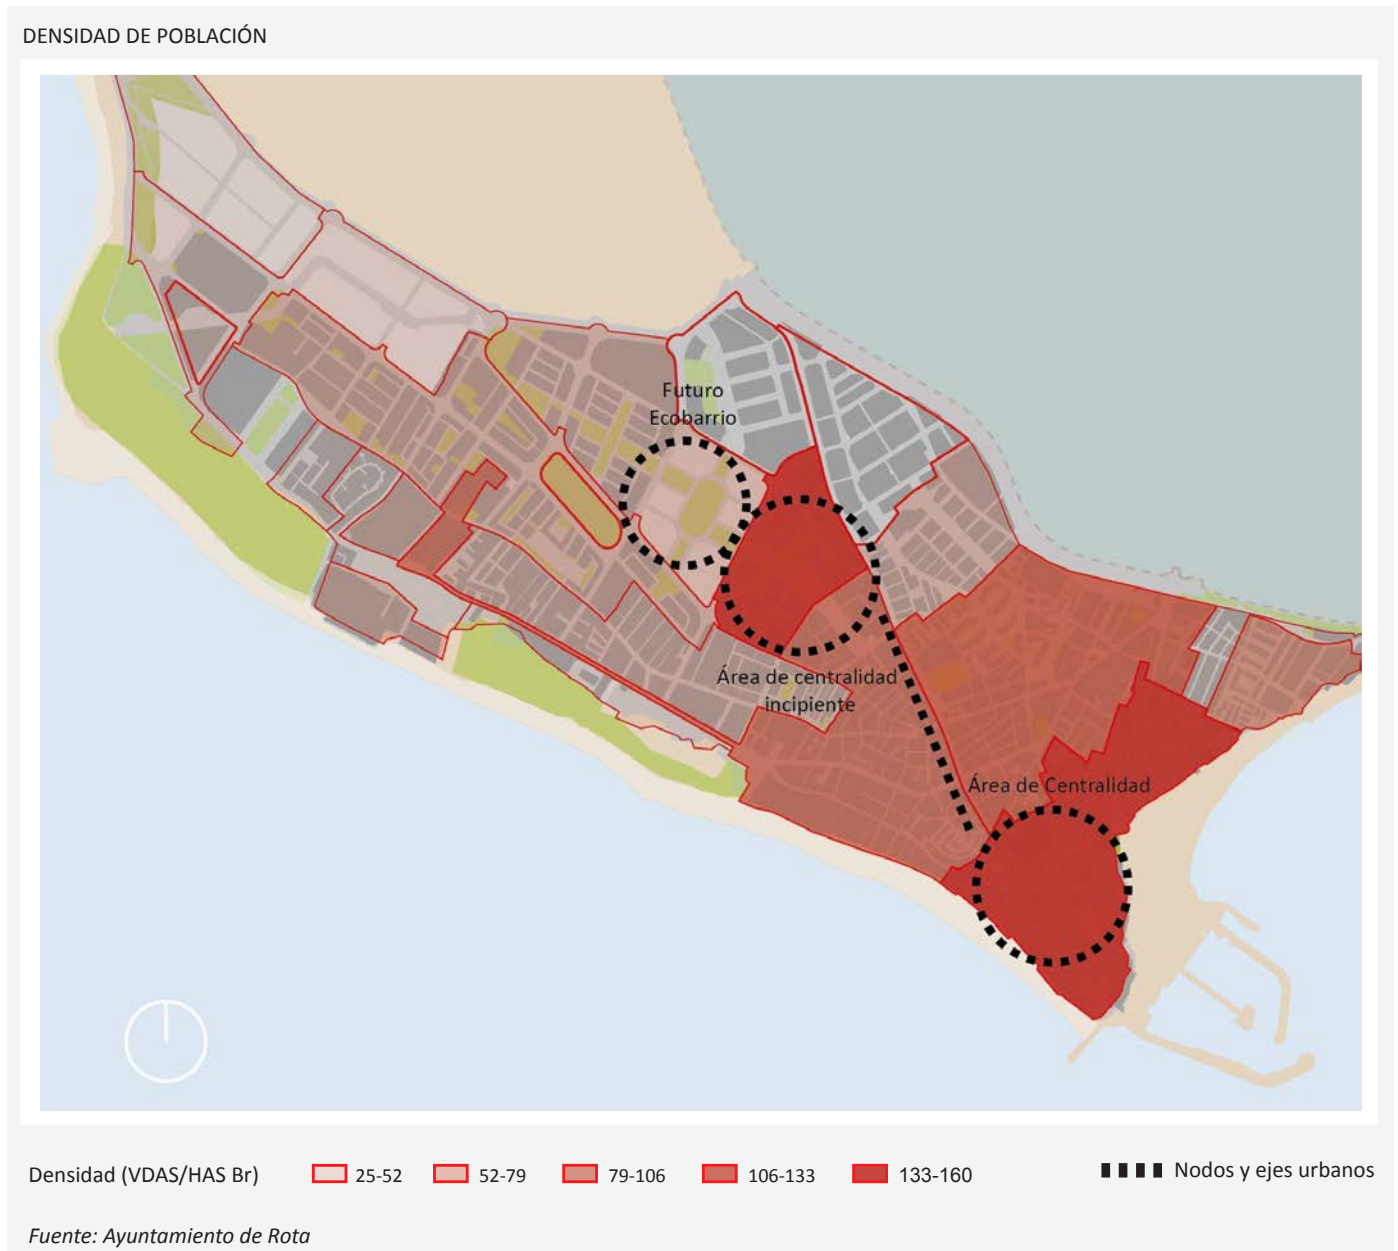 DENSIDAD DE POBLACIÓN
Futuro
Ecobarrio
Área de centralidad
incipiente
Área de Centralidad
Densidad (VDAS/HAS Br) 25-52 52-79 79-106 106-133 133-160 Nodos y ejes urbanos
Fuente: Ayuntamiento de Rota